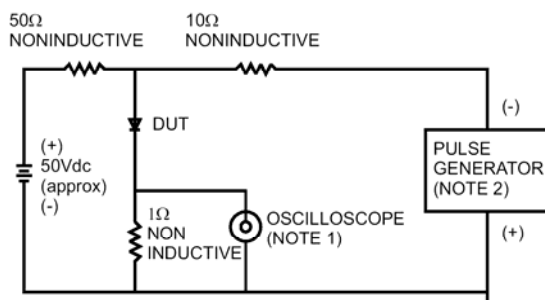 50Ω
NONINDUCTIVE
10Ω
NONINDUCTIVE
DUT
(+)
50Vdc
(approx)
(-)
1Ω
NON
INDUCTIVE
OSCILLOSCOPE
(NOTE 1)
(-)
PULSE
GENERATOR
(NOTE 2)
(+)